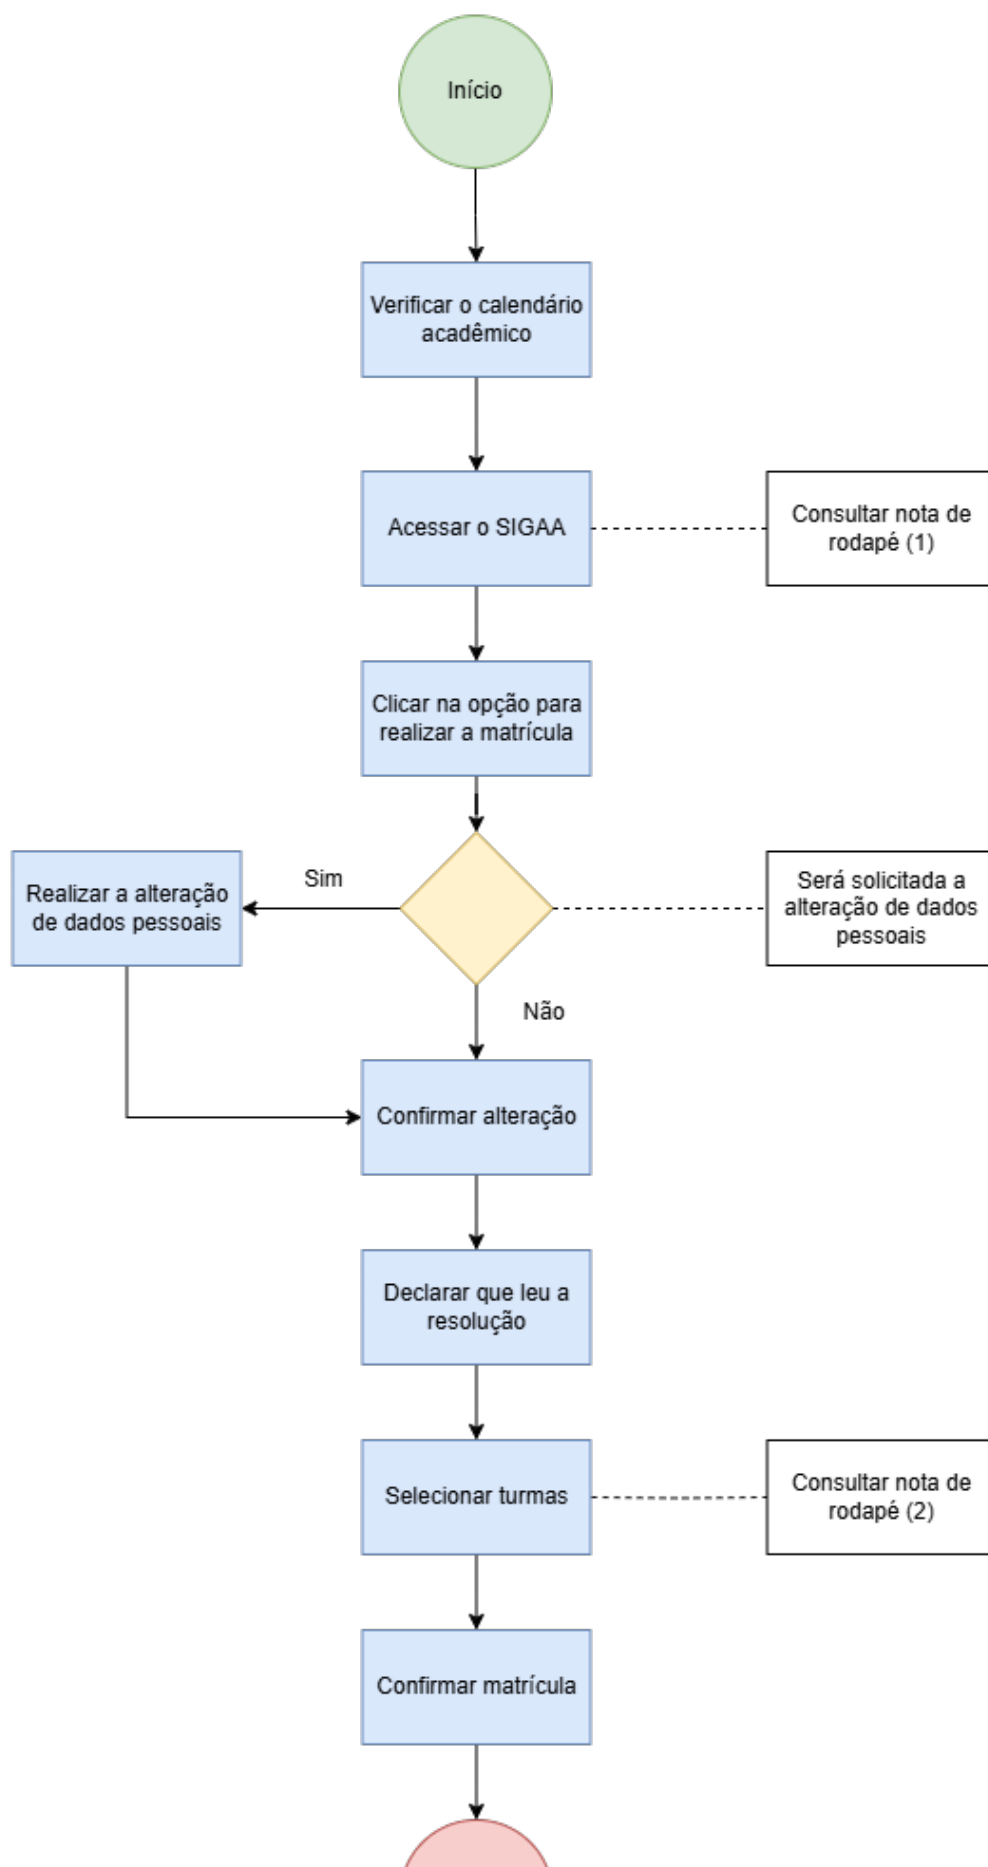 Início
Verificar o calendário
acadêmico
Acessar o SIGAA
Consultar nota de
rodapé (1)
Clicar na opção para
realizar a matrícula
Realizar a alteração
de dados pessoais
Sim
Será solicitada a
alteração de dados
pessoais
Não
Confirmar alteração
Declarar que leu a
resolução
Selecionar turmas
Consultar nota de
rodapé (2)
Confirmar matrícula